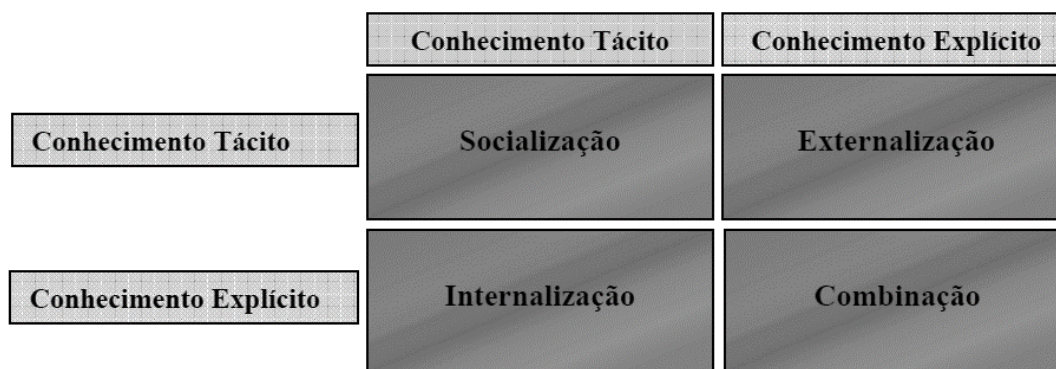 Conhecimento Tácito
Conhecimento Explícito
Conhecimento Tácito
Socialização
Externalização
Conhecimento Explícito
Internalização
Combinação